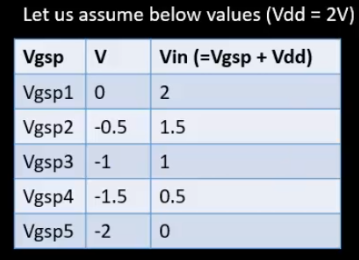 Let us assume below values (Vdd = 2V)
Vgsp V Vin (=Vgsp + Vdd)
Vgsp1 0 2
Vgsp2 -0.5 1.5
Vgsp3 -1 1
Vgsp4 -1.5 0.5
Vgsp5 -2 0